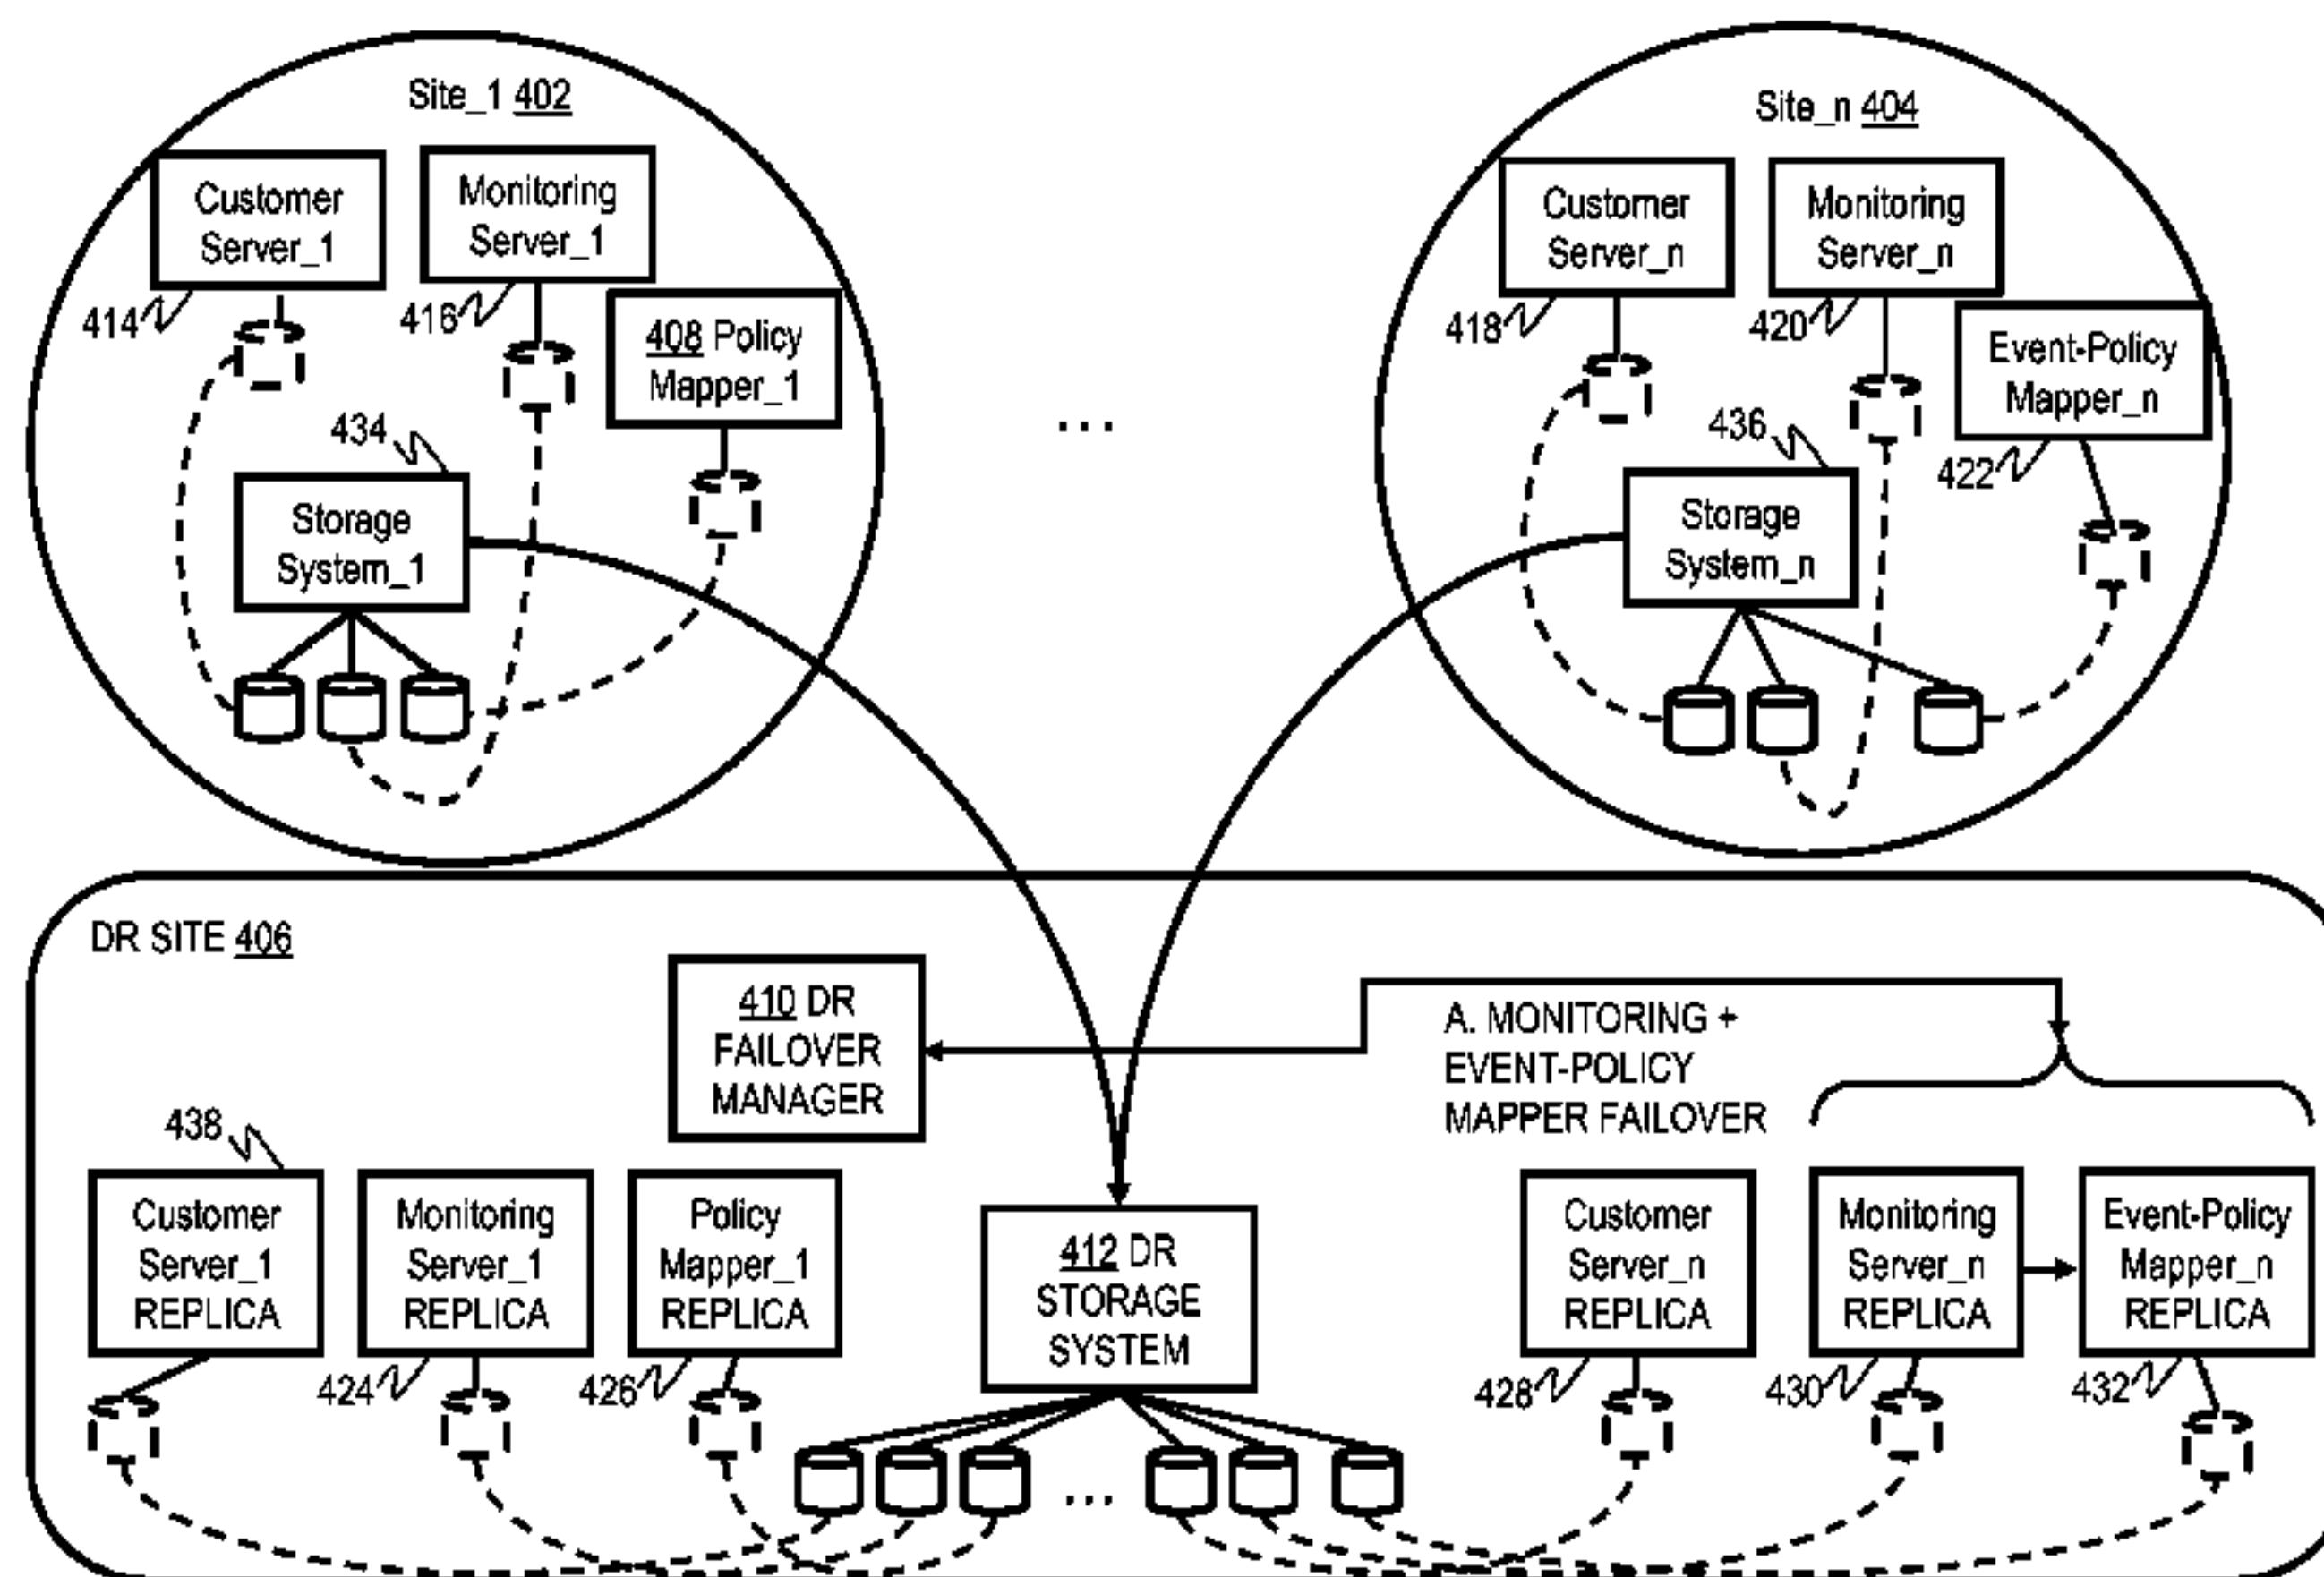 Site_1 402
Customer
Server_1
414
Monitoring
Server_1
416
408 Policy
Mapper_1
434
Storage
System_1
...
Site_n 404
Customer
Server_n
418
Monitoring
Server_n
420
Event-Policy
Mapper_n
422
436
Storage
System_n
DR SITE 406
410 DR
FAILOVER
MANAGER
A. MONITORING +
EVENT-POLICY
MAPPER FAILOVER
438
Customer
Server_1
REPLICA
Monitoring
Server_1
REPLICA
424
Policy
Mapper_1
REPLICA
426
412 DR
STORAGE
SYSTEM
...
Customer
Server_n
REPLICA
428
Monitoring
Server_n
REPLICA
430
Event-Policy
Mapper_n
REPLICA
432